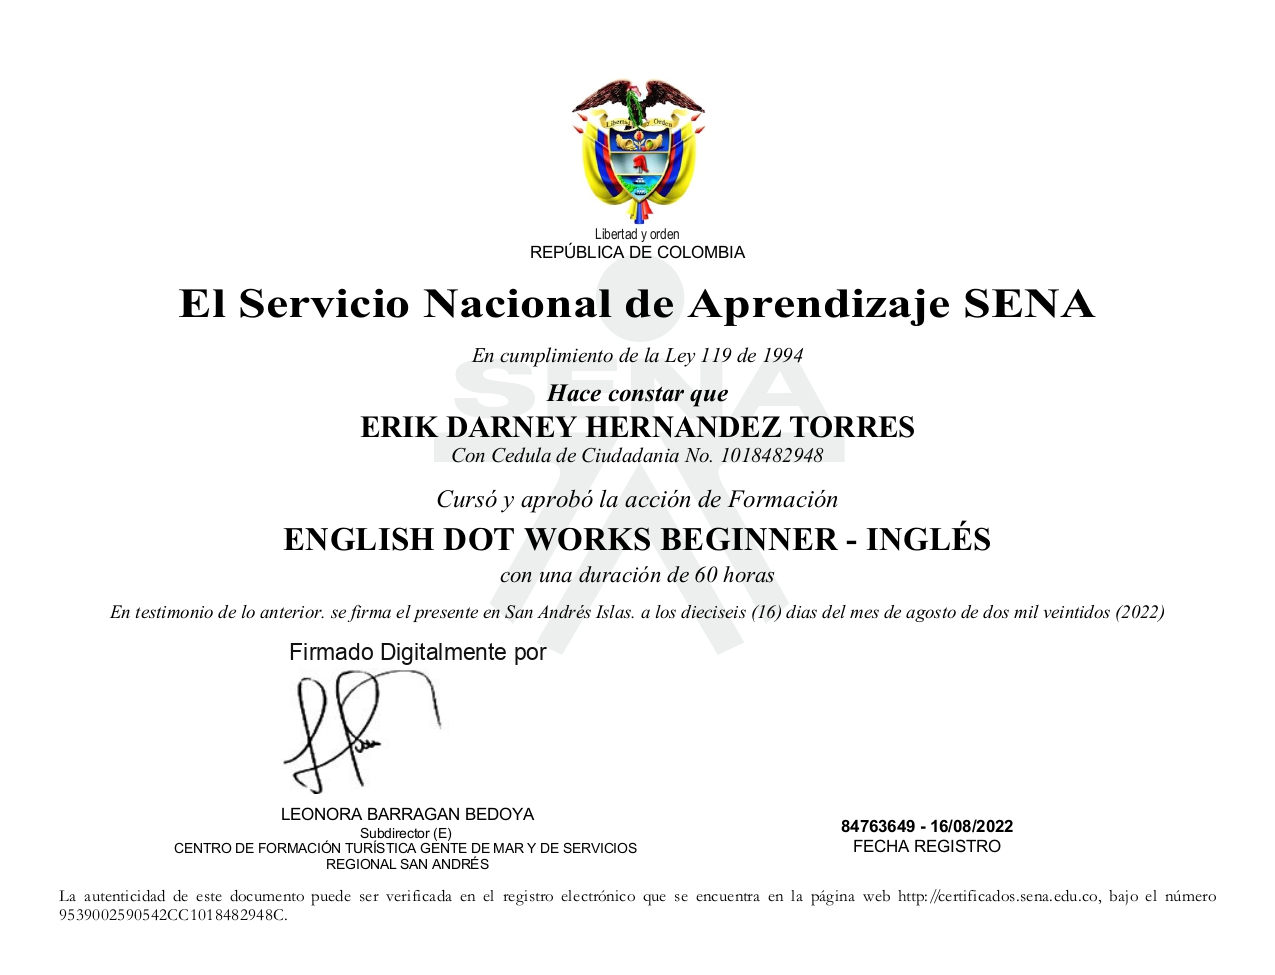 Libertad y Orden
Libertad y orden
REPÚBLICA DE COLOMBIA
El Servicio Nacional de Aprendizaje SENA
En cumplimiento de la Ley 119 de 1994
SENA
Hace constar que
ERIK DARNEY HERNANDEZ TORRES
Con Cedula de Ciudadania No. 1018482948
Cursó y aprobó la acción de Formación
ENGLISH DOT WORKS BEGINNER - INGLÉS
con una duración de 60 horas
En testimonio de lo anterior. se firma el presente en San Andrés Islas. a los dieciseis (16) dias del mes de agosto de dos mil veintidos (2022)
Firmado Digitalmente por
LEONORA BARRAGAN BEDOYA
Subdirector (E)
CENTRO DE FORMACIÓN TURÍSTICA GENTE DE MAR Y DE SERVICIOS
REGIONAL SAN ANDRÉS
84763649 - 16/08/2022
FECHA REGISTRO
La autenticidad de este documento puede ser verificada en el registro electrónico que se encuentra en la página web http://certificados.sena.edu.co, bajo el número
9539002590542CC1018482948C.